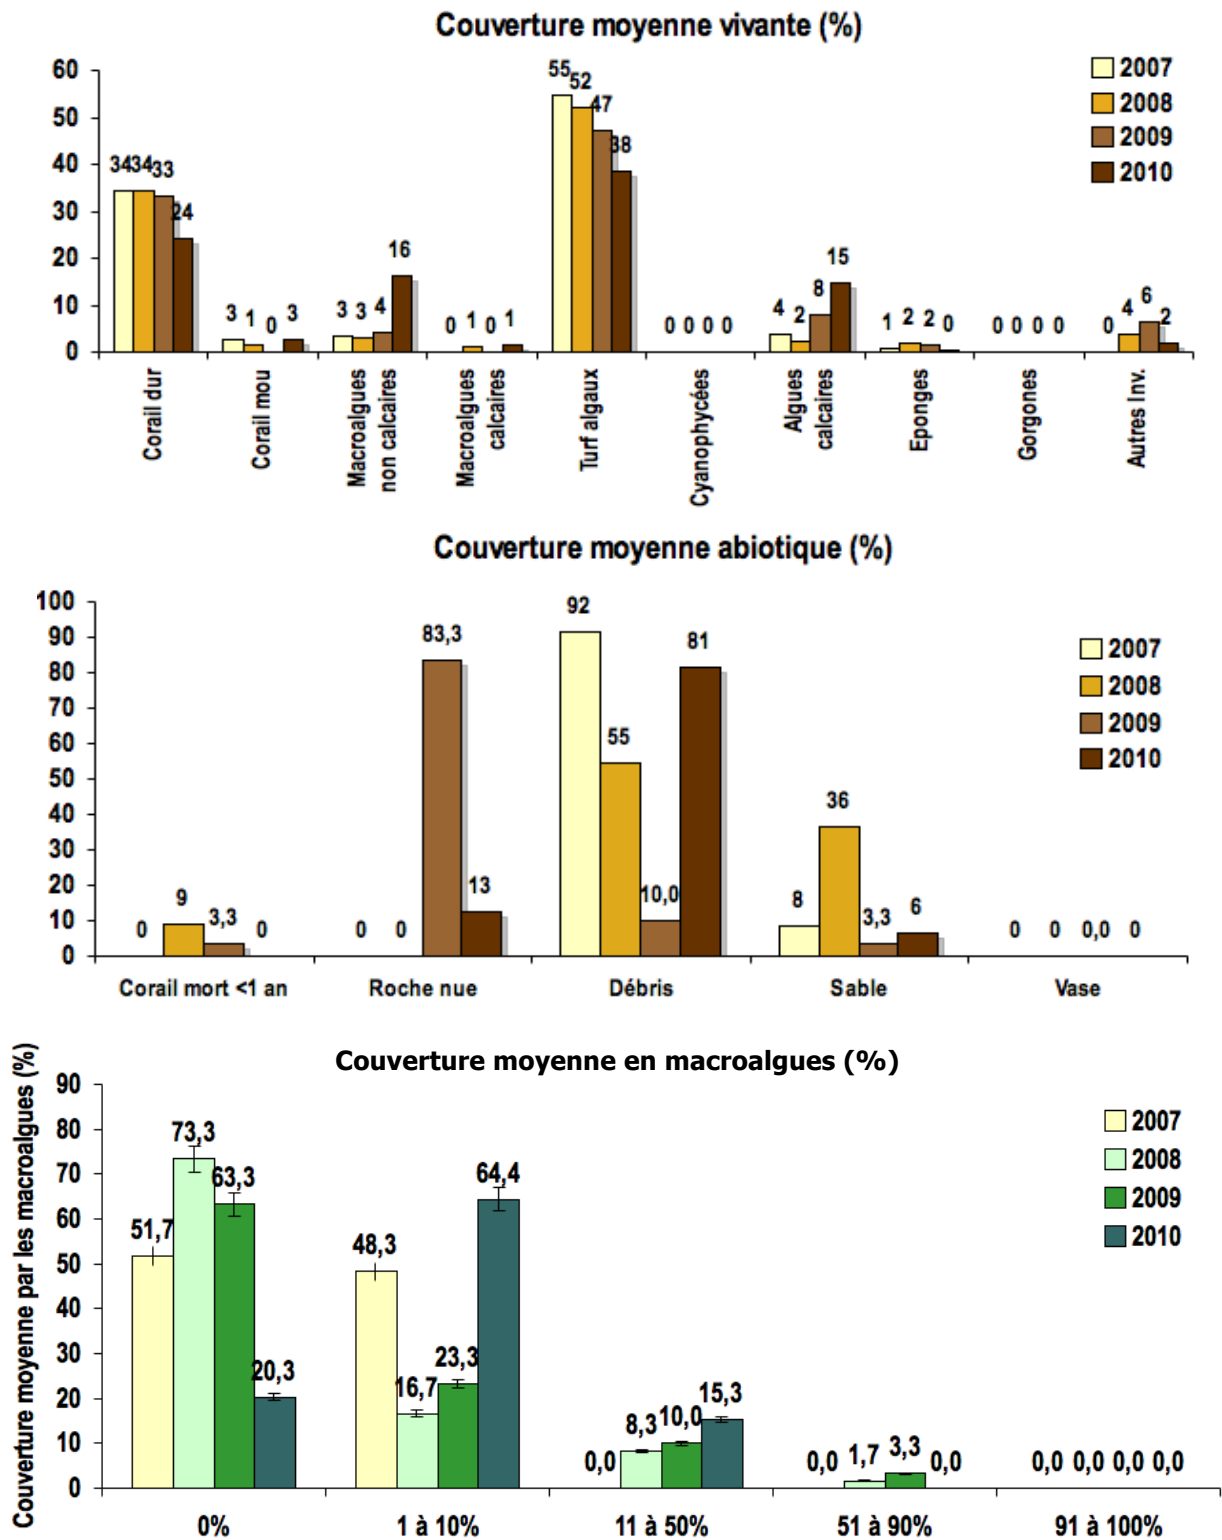 Couverture moyenne vivante (%)
60
50
40
30
20
10
0
2007
2008
2009
2010
34 34 33 24
3 1 0 3
3 3 4 16
0 1 0 1
55 52 47 38
0 0 0 0
4 2 8 15
1 2 2 0
0 0 0 0
0 4 6 2
Corail dur
Corail mou
Macroalgues
non calcaires
Macroalgues
calcaires
Turf algaux
Cyanophycées
Algues
calcaires
Eponges
Gorgones
Autres Inv.
Couverture moyenne abiotique (%)
100
90
80
70
60
50
40
30
20
10
0
2007
2008
2009
2010
0 9 3,3 0
0 0 83,3 13
92 55 10,0 81
8 36 3,3 6
0 0 0,0 0
Corail mort <1 an
Roche nue
Débris
Sable
Vase
Couverture moyenne en macroalgues (%)
Couverture moyenne par les macroalgues (%)
90
80
70
60
50
40
30
20
10
0
2007
2008
2009
2010
51,7 73,3 63,3 20,3
48,3 16,7 23,3 64,4
0,0 8,3 10,0 15,3
0,0 1,7 3,3 0,0
0,0 0,0 0,0 0,0
0%
1 à 10%
11 à 50%
51 à 90%
91 à 100%